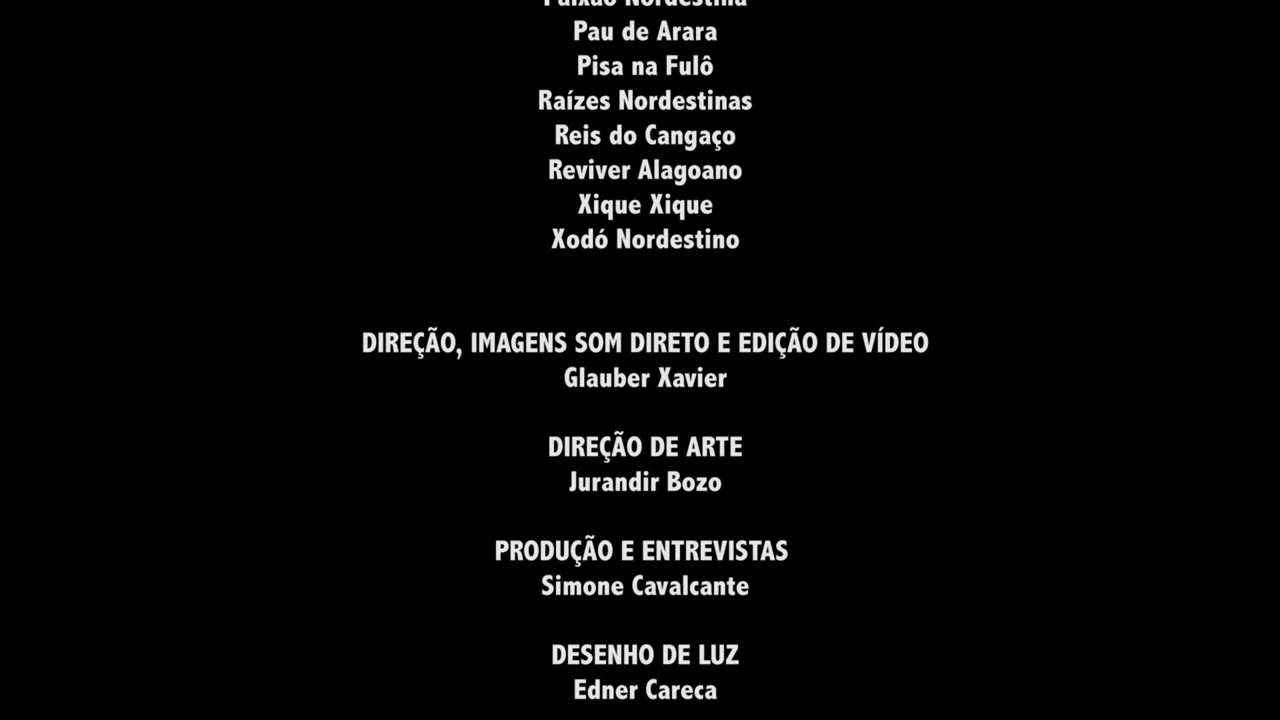 Paixão Nordestina
Pau de Arara
Pisa na Fulô
Raízes Nordestinas
Reis do Cangaço
Reviver Alagoano
Xique Xique
Xodó Nordestino
DIREÇÃO, IMAGENS SOM DIRETO E EDIÇÃO DE VÍDEO
Glauber Xavier
DIREÇÃO DE ARTE
Jurandir Bozo
PRODUÇÃO E ENTREVISTAS
Simone Cavalcante
DESENHO DE LUZ
Edner Careca